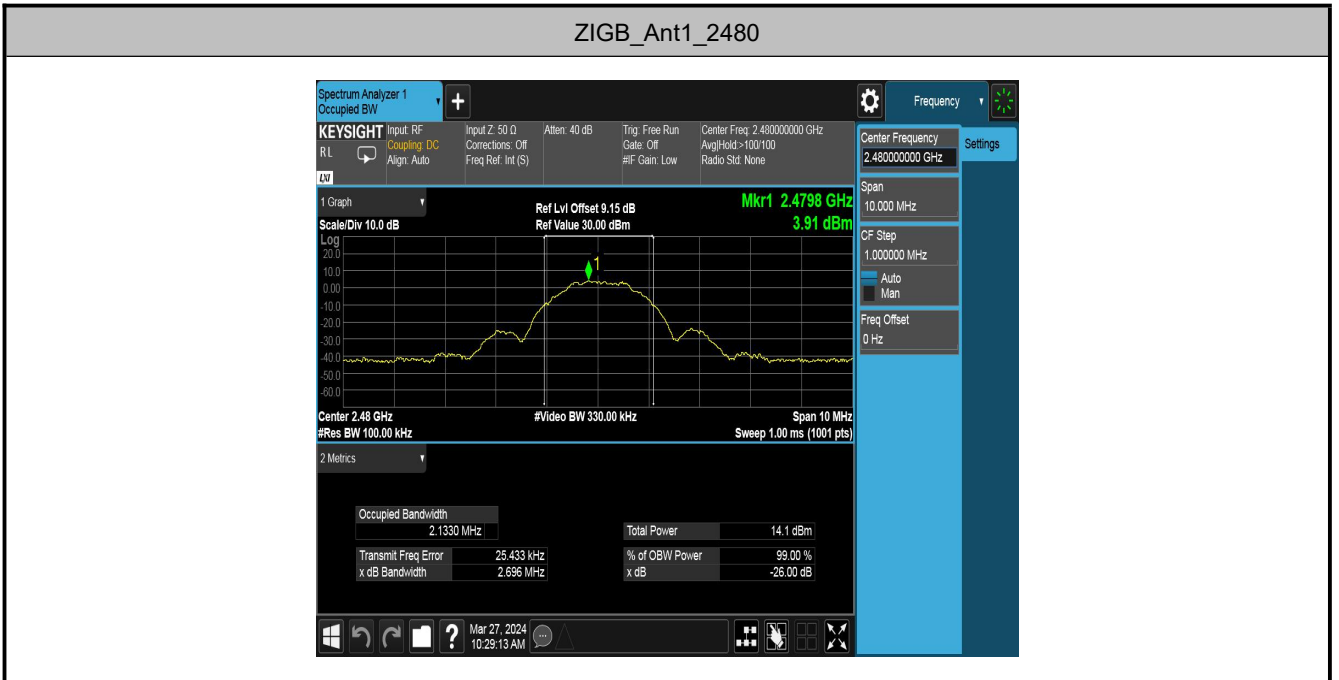 ZIGB_Ant1_2480
Spectrum Analyzer 1
Occupied BW
+
Frequency
KEYSIGHT
RL
LXI
Input: RF
Coupling: DC
Align: Auto
Input Z: 50 Ω
Corrections: Off
Freq Ref: Int (S)
Atten: 40 dB
Trig: Free Run
Gate: Off
#IF Gain: Low
Center Freq: 2.480000000 GHz
Avg|Hold:>100/100
Radio Std: None
Center Frequency
2.480000000 GHz
Settings
Span
10.000 MHz
CF Step
1.000000 MHz
Auto
Man
Freq Offset
0 Hz
1 Graph
Scale/Div 10.0 dB
Ref Lvl Offset 9.15 dB
Ref Value 30.00 dBm
Mkr1 2.4798 GHz
3.91 dBm
Log
20.0
10.0
0.00
-10.0
-20.0
-30.0
-40.0
-50.0
-60.0
1
Center 2.48 GHz
#Video BW 330.00 kHz
Span 10 MHz
#Res BW 100.00 kHz
Sweep 1.00 ms (1001 pts)
2 Metrics
Occupied Bandwidth
2.1330 MHz
Total Power 14.1 dBm
Transmit Freq Error 25.433 kHz
% of OBW Power 99.00 %
x dB Bandwidth 2.696 MHz
x dB -26.00 dB
?
Mar 27, 2024
10:29:13 AM